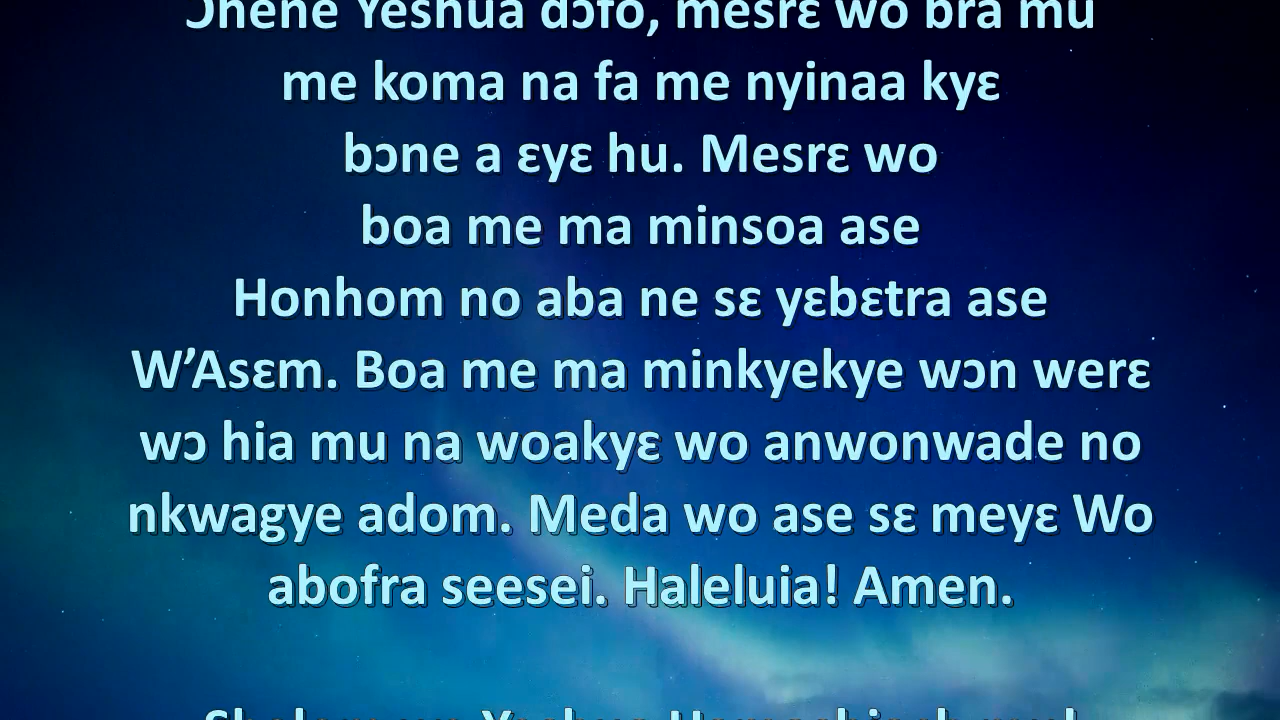 Ɔhene Yeshua dɔfo, mesrɛ wo bra mu
me koma na fa me nyinaa kyɛ
bɔne a ɛyɛ hu. Mesrɛ wo
boa me ma minsoa ase
Honhom no aba ne sɛ yɛbɛtra ase
W’Asɛm. Boa me ma minkyekye wɔn werɛ
wɔ hia mu na woakyɛ wo anwonwade no
nkwagye adom. Meda wo ase sɛ meyɛ Wo
abofra seesei. Haleluia! Amen.